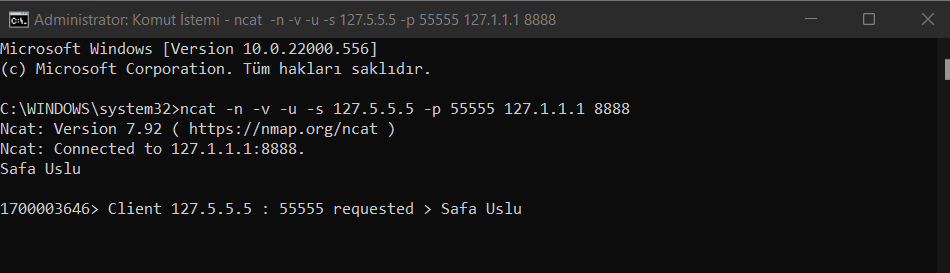 Administrator: Komut İstemi - ncat -n -v -u -s 127.5.5.5 -p 55555 127.1.1.1 8888
Microsoft Windows [Version 10.0.22000.556]
(c) Microsoft Corporation. Tüm hakları saklıdır.
C:\WINDOWS\system32>ncat -n -v -u -s 127.5.5.5 -p 55555 127.1.1.1 8888
Ncat: Version 7.92 ( https://nmap.org/ncat )
Ncat: Connected to 127.1.1.1:8888.
Safa Uslu
1700003646> Client 127.5.5.5 : 55555 requested > Safa Uslu